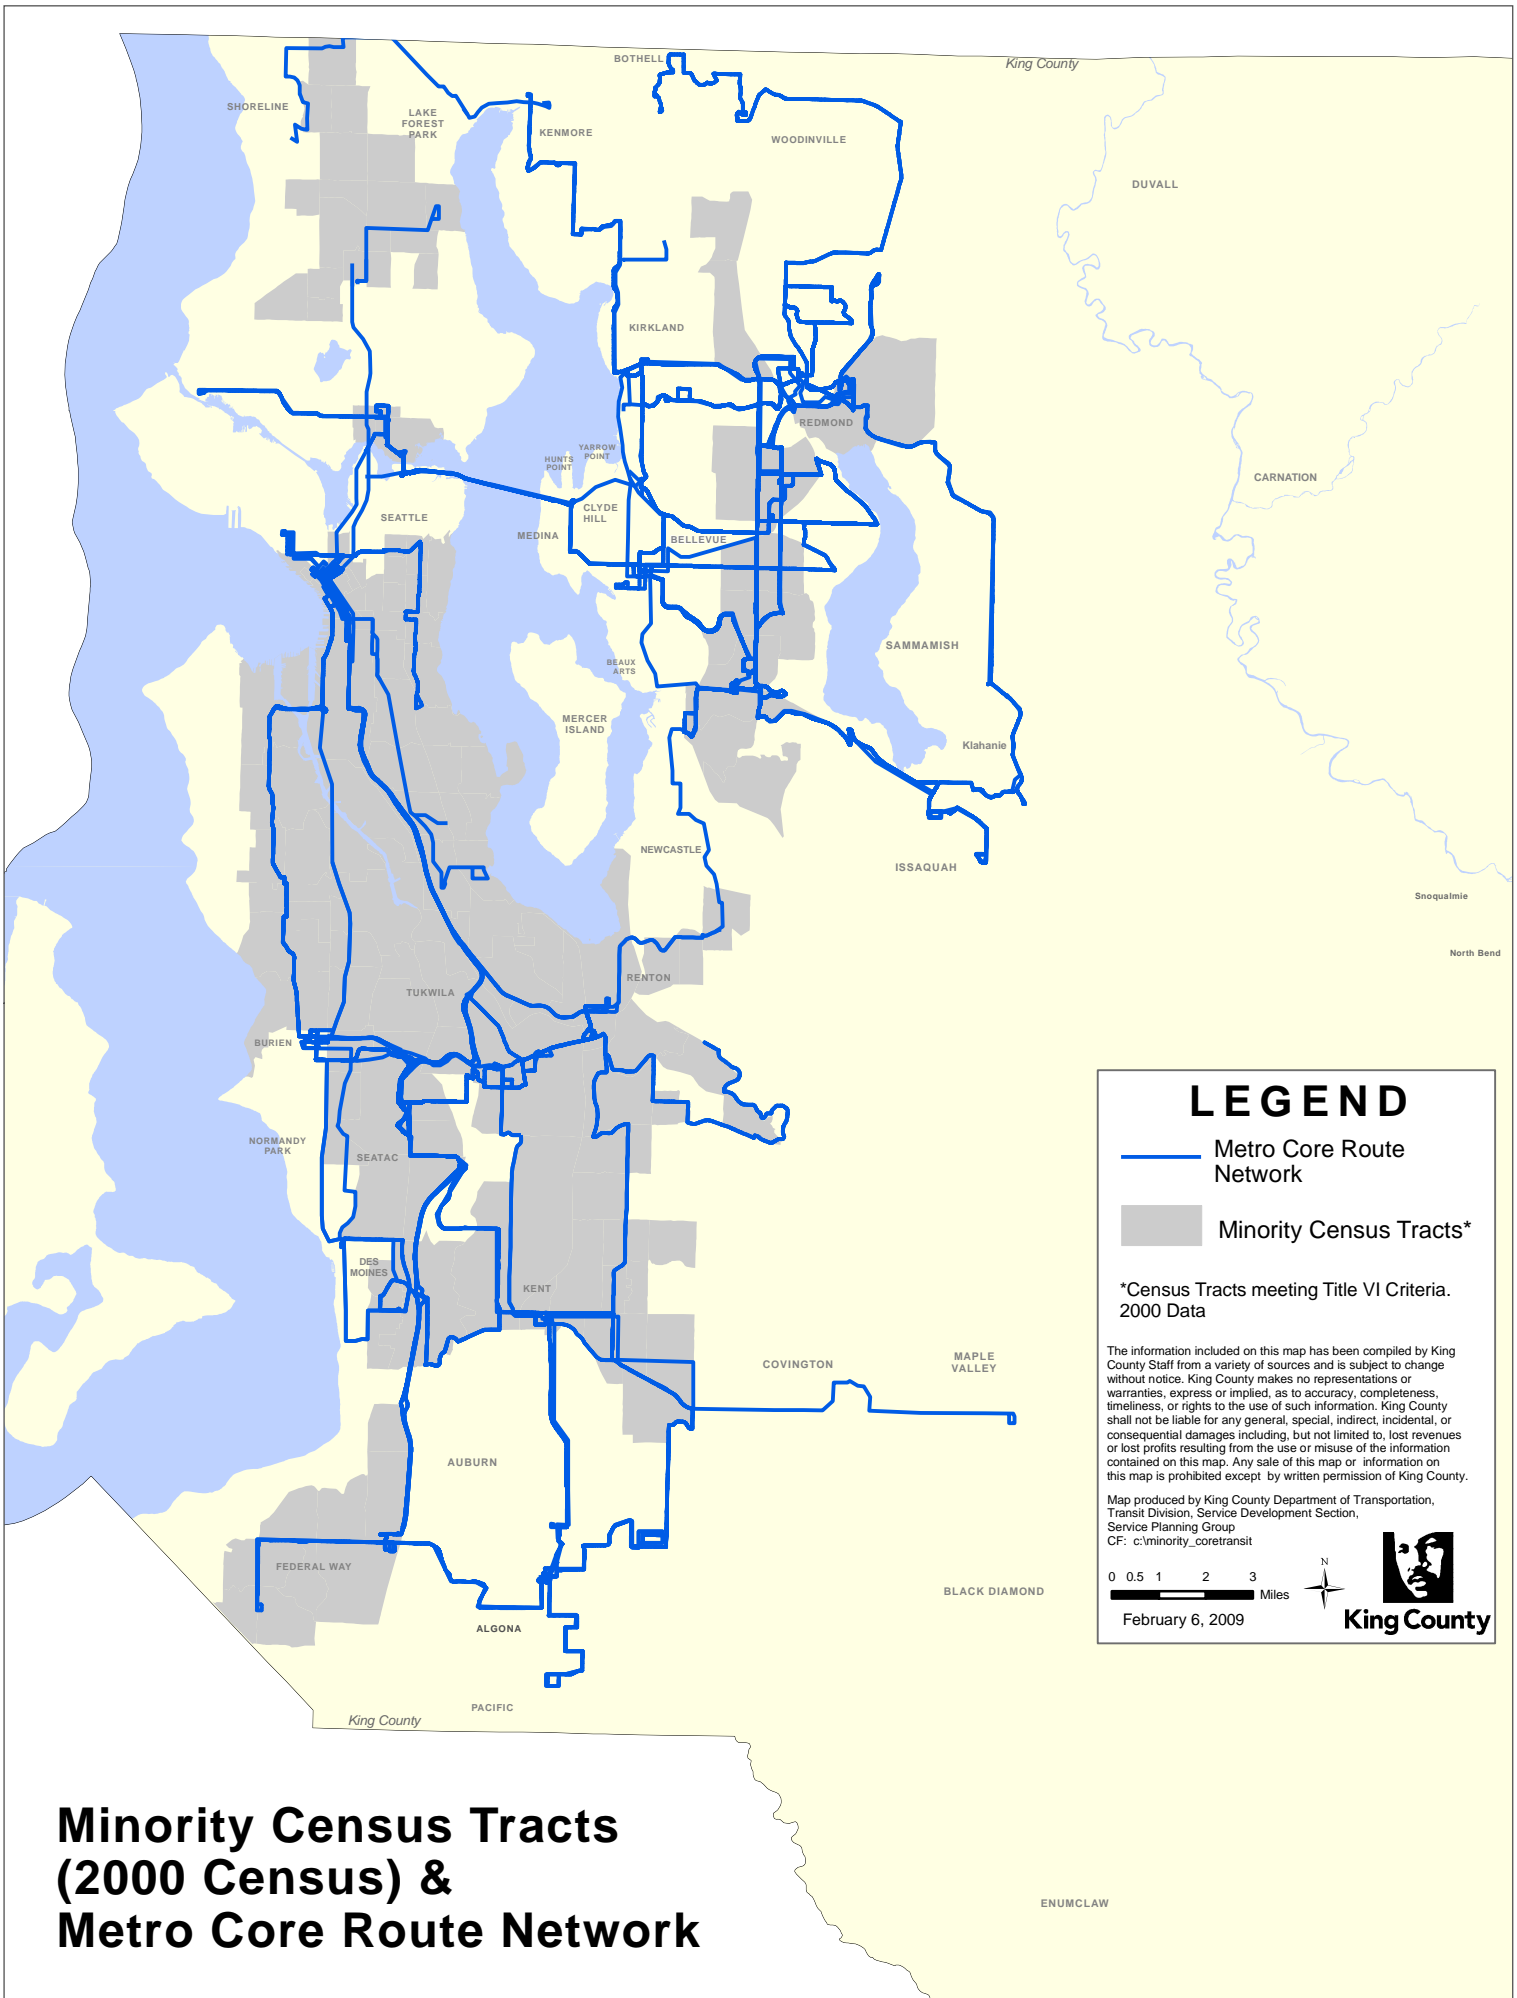 BOTHELL
King County
SHORELINE
LAKE
FOREST
PARK
KENMORE
WOODINVILLE
DUVALL
KIRKLAND
REDMOND
YARROW
POINT
HUNTS
POINT
CARNATION
CLYDE
HILL
SEATTLE
MEDINA
BELLEVUE
SAMMAMISH
BEAUX
ARTS
MERCER
ISLAND
Klahanie
NEWCASTLE
ISSAQUAH
Snoqualmie
North Bend
RENTON
TUKWILA
BURIEN
NORMANDY
PARK
SEATAC
DES
MOINES
KENT
COVINGTON
MAPLE
VALLEY
AUBURN
FEDERAL WAY
BLACK DIAMOND
ALGONA
PACIFIC
King County
ENUMCLAW
LEGEND
Metro Core Route
Network
Minority Census Tracts*
*Census Tracts meeting Title VI Criteria.
2000 Data
The information included on this map has been compiled by King
County Staff from a variety of sources and is subject to change
without notice. King County makes no representations or
warranties, express or implied, as to accuracy, completeness,
timeliness, or rights to the use of such information. King County
shall not be liable for any general, special, indirect, incidental, or
consequential damages including, but not limited to, lost revenues
or lost profits resulting from the use or misuse of the information
contained on this map. Any sale of this map or information on
this map is prohibited except by written permission of King County.
Map produced by King County Department of Transportation,
Transit Division, Service Development Section,
Service Planning Group
CF: c:\minority_coretransit
0 0.5 1 2 3
Miles
N
February 6, 2009
King County
Minority Census Tracts
(2000 Census) &
Metro Core Route Network